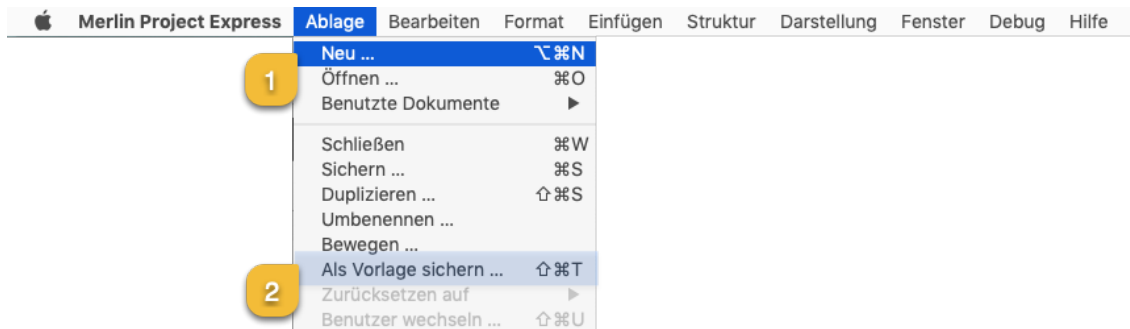 Merlin Project Express Ablage Bearbeiten Format Einfügen Struktur Darstellung Fenster Debug Hilfe
Neu ... ⌥⌘N
1
Öffnen ... ⌘O
Benutzte Dokumente ▶
Schließen ⌘W
Sichern ... ⌘S
Duplizieren ... ⇧⌘S
Umbenennen ...
Bewegen ...
Als Vorlage sichern ... ⇧⌘T
2
Zurücksetzen auf ▶
Benutzer wechseln ... ⇧⌘U